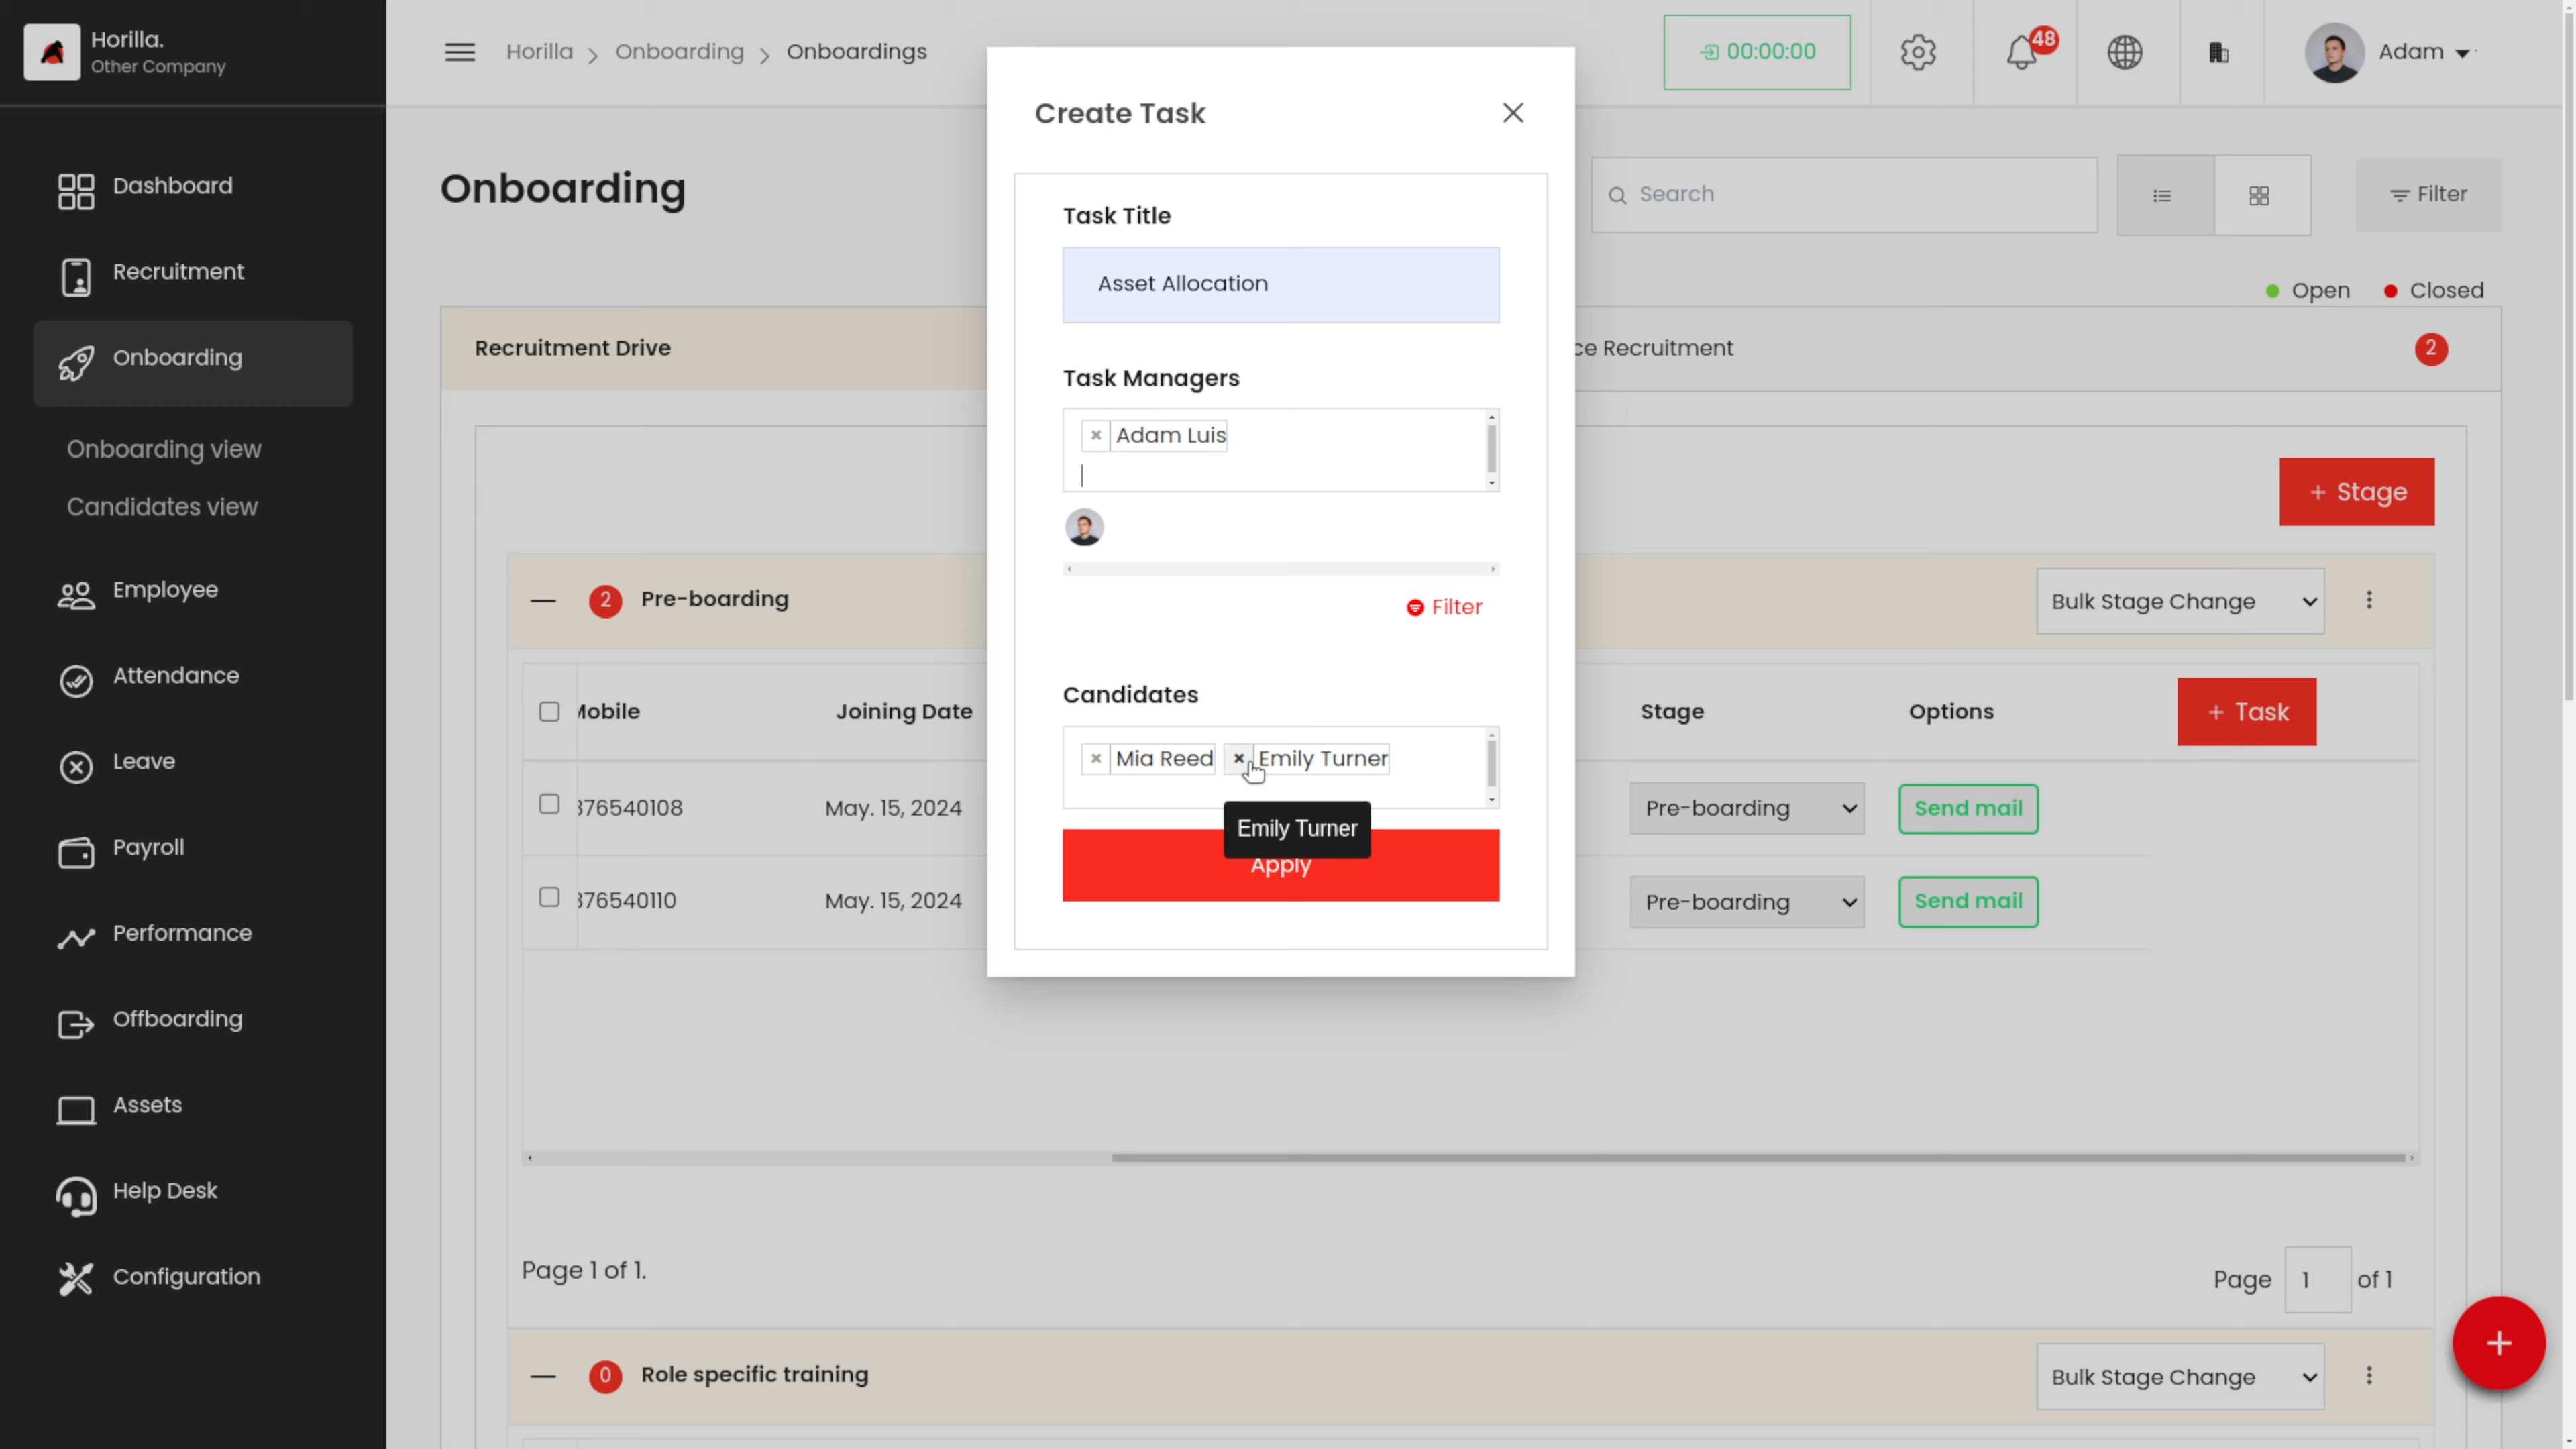 Horilla.
Other Company
Dashboard
Recruitment
Onboarding
Onboarding view
Candidates view
Employee
Attendance
Leave
Payroll
Performance
Offboarding
Assets
Help Desk
Configuration
Horilla > Onboarding > Onboardings
00:00:00
48
Adam
Onboarding
Search
Filter
Open
Closed
Recruitment Drive
ce Recruitment
2
+ Stage
2
Pre-boarding
Bulk Stage Change
Mobile
Joining Date
Stage
Options
+ Task
376540108
May. 15, 2024
Pre-boarding
Send mail
376540110
May. 15, 2024
Pre-boarding
Send mail
Page 1 of 1.
Page 1 of 1
0
Role specific training
Bulk Stage Change
+
Create Task
Task Title
Asset Allocation
Task Managers
× Adam Luis
Filter
Candidates
× Mia Reed × Emily Turner
Emily Turner
Apply